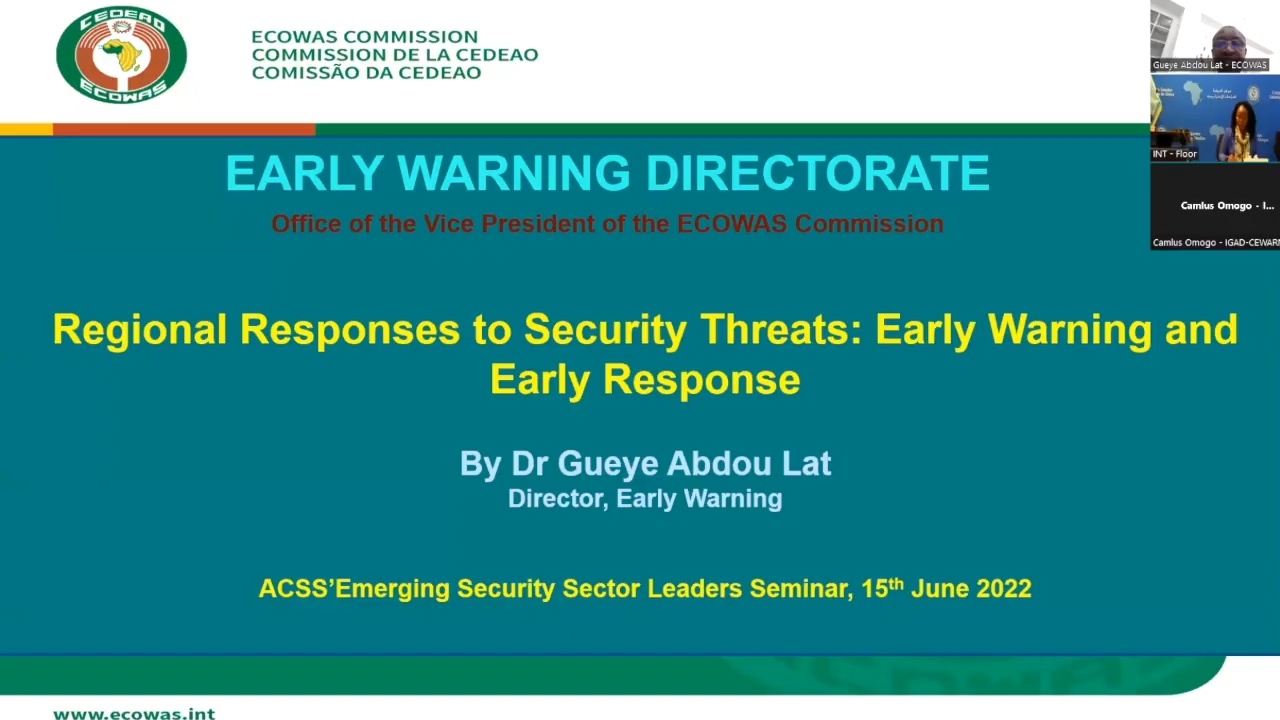 CEDEAO
ECOWAS
ECOWAS COMMISSION
COMMISSION DE LA CEDEAO
COMISSÃO DA CEDEAO
EARLY WARNING DIRECTORATE
Office of the Vice President of the ECOWAS Commission
Regional Responses to Security Threats: Early Warning and
Early Response
By Dr Gueye Abdou Lat
Director, Early Warning
ACSS’Emerging Security Sector Leaders Seminar, 15th June 2022
www.ecowas.int
Gueye Abdou Lat - ECOWAS
INT - Floor
Camlus Omogo - I...
Camlus Omogo - IGAD-CEWARN